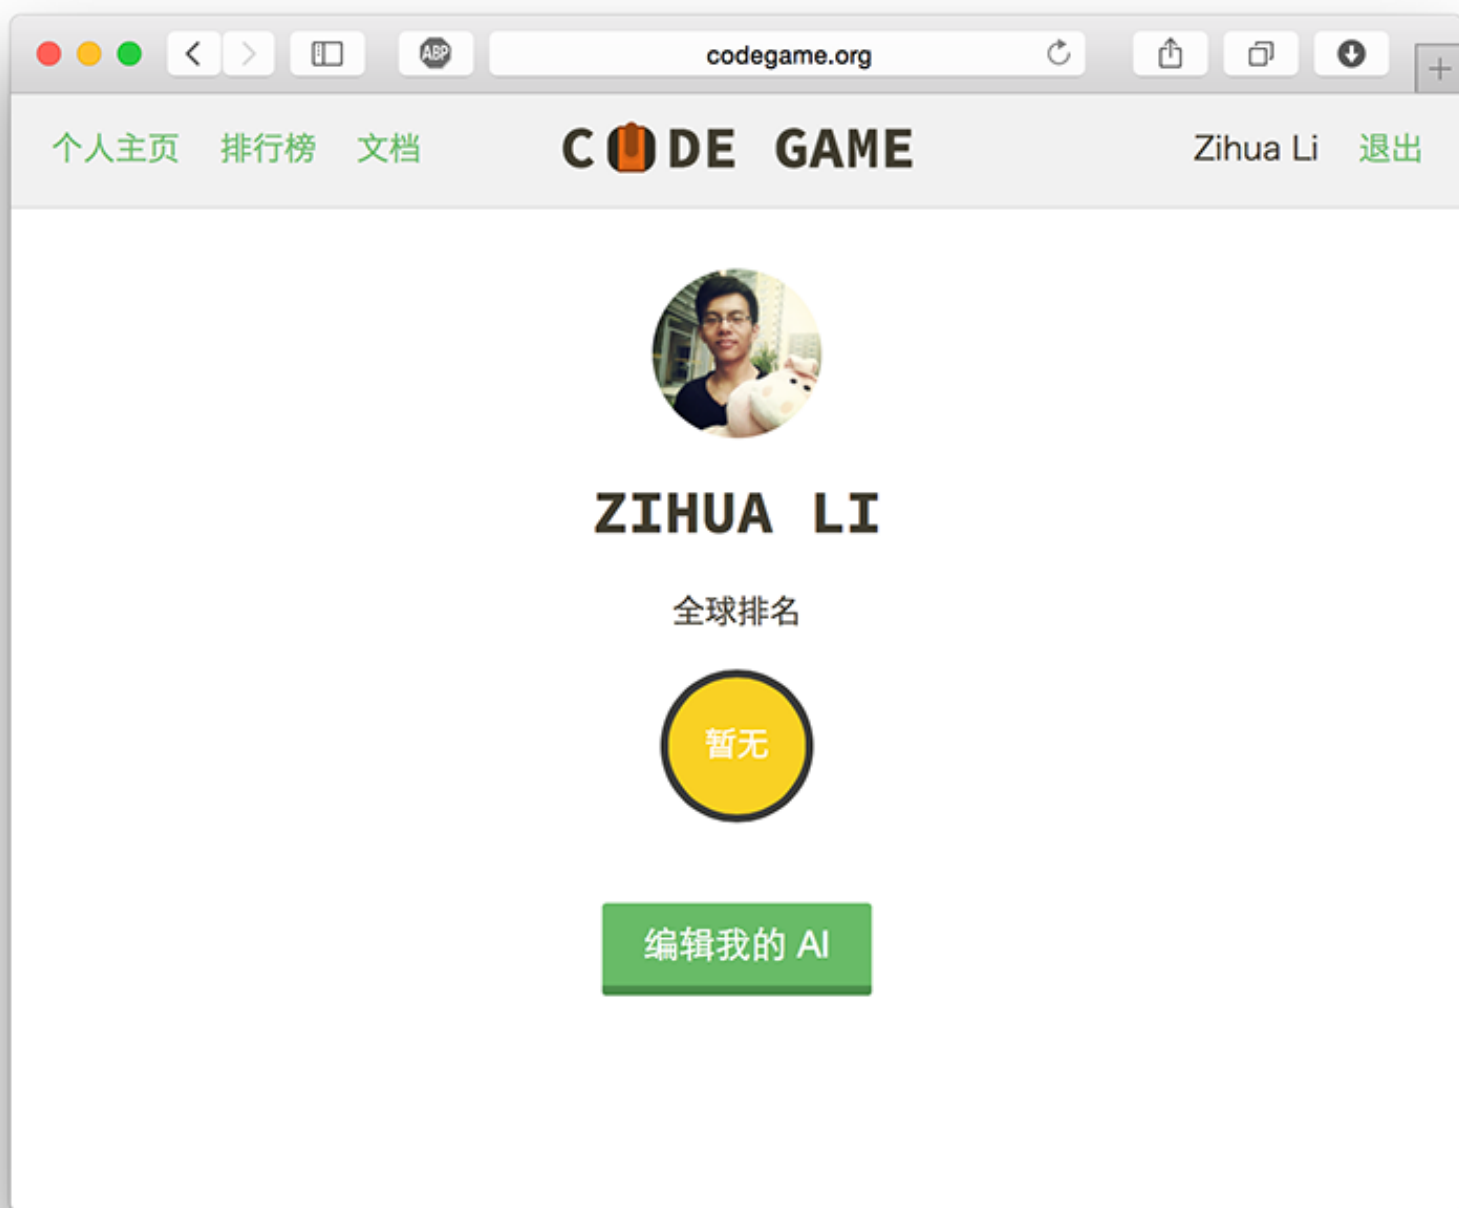 ABP
codegame.org
个人主页 排行榜 文档
C DE GAME
Zihua Li 退出
ZIHUA LI
全球排名
暂无
编辑我的 AI